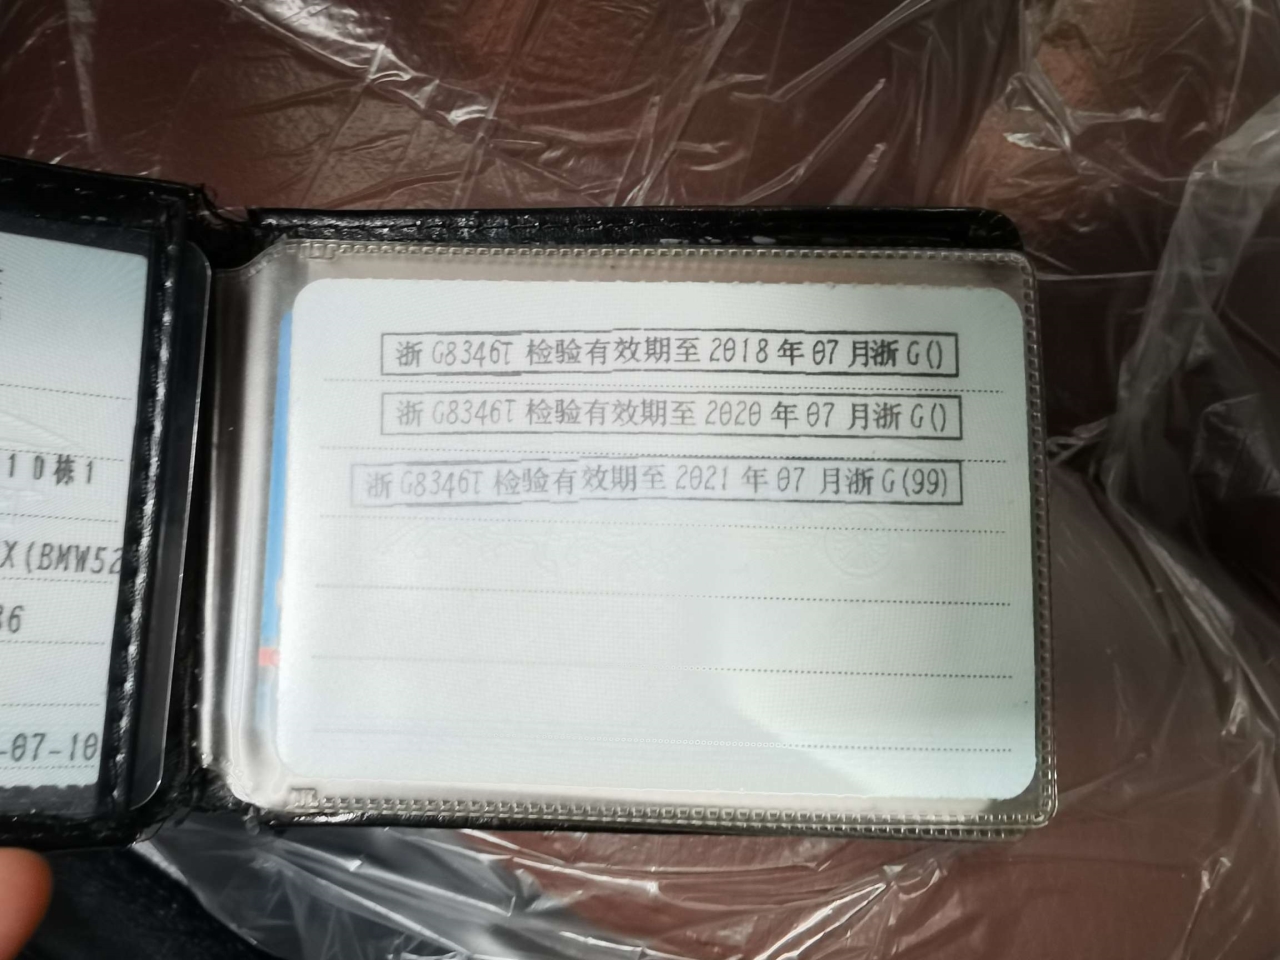 10栋1
X(BMW52
36
-07-10
浙 G8346T 检验有效期至 2018 年 07 月浙 G()
浙 G8346T 检验有效期至 2020 年 07 月浙 G()
浙 G8346T 检验有效期至 2021 年 07 月浙 G(99)